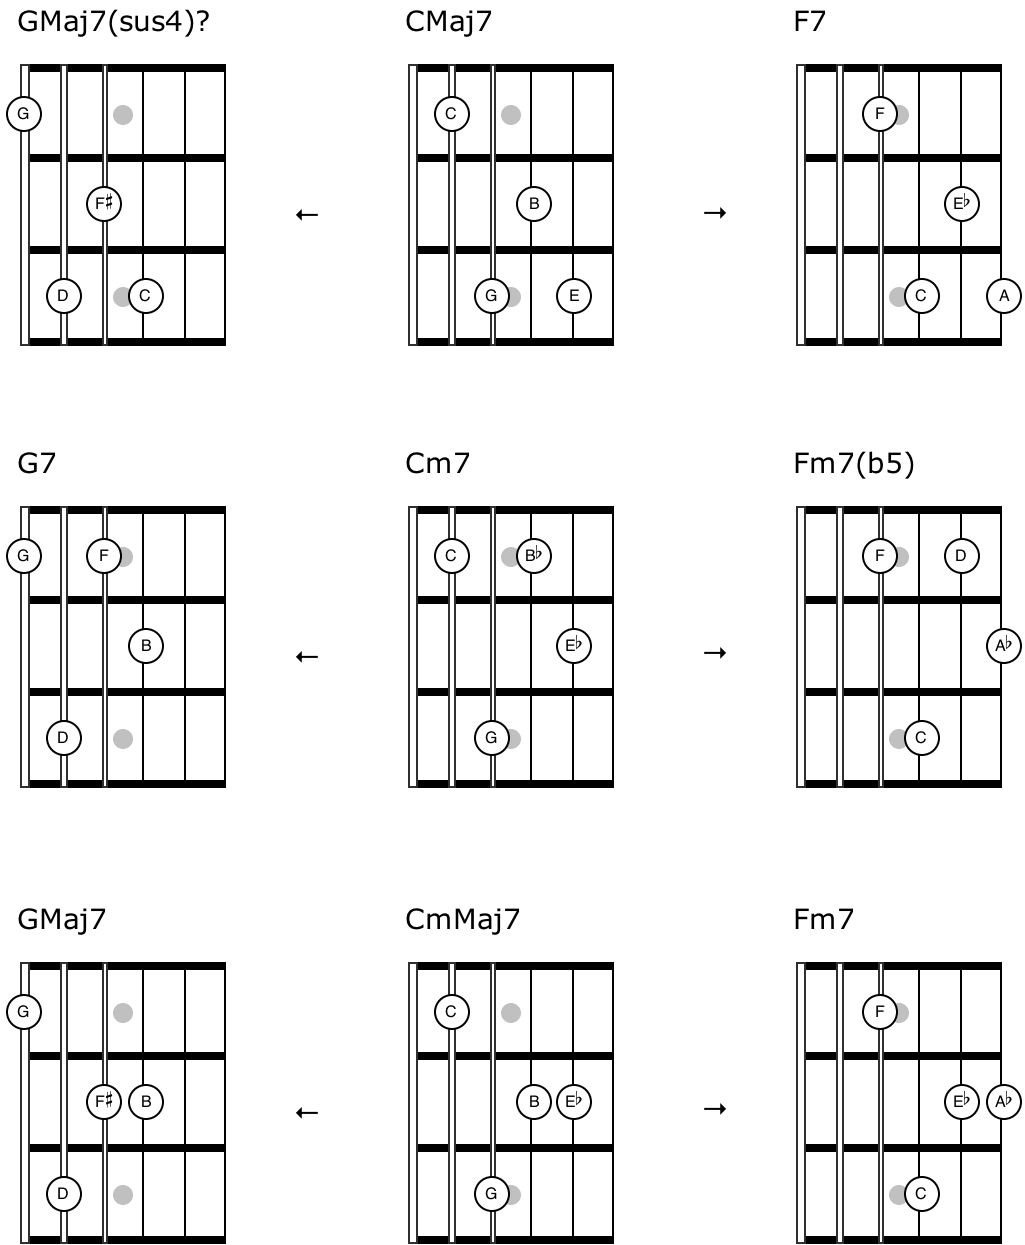 GMaj7(sus4)? CMaj7 F7
G C F
F♯ B E♭
← →
D C G E C A
G7 Cm7 Fm7(b5)
G F C B♭ F D
B E♭ A♭
← →
D G C
GMaj7 CmMaj7 Fm7
G C F
F♯ B B E♭ E♭ A♭
← →
D G C